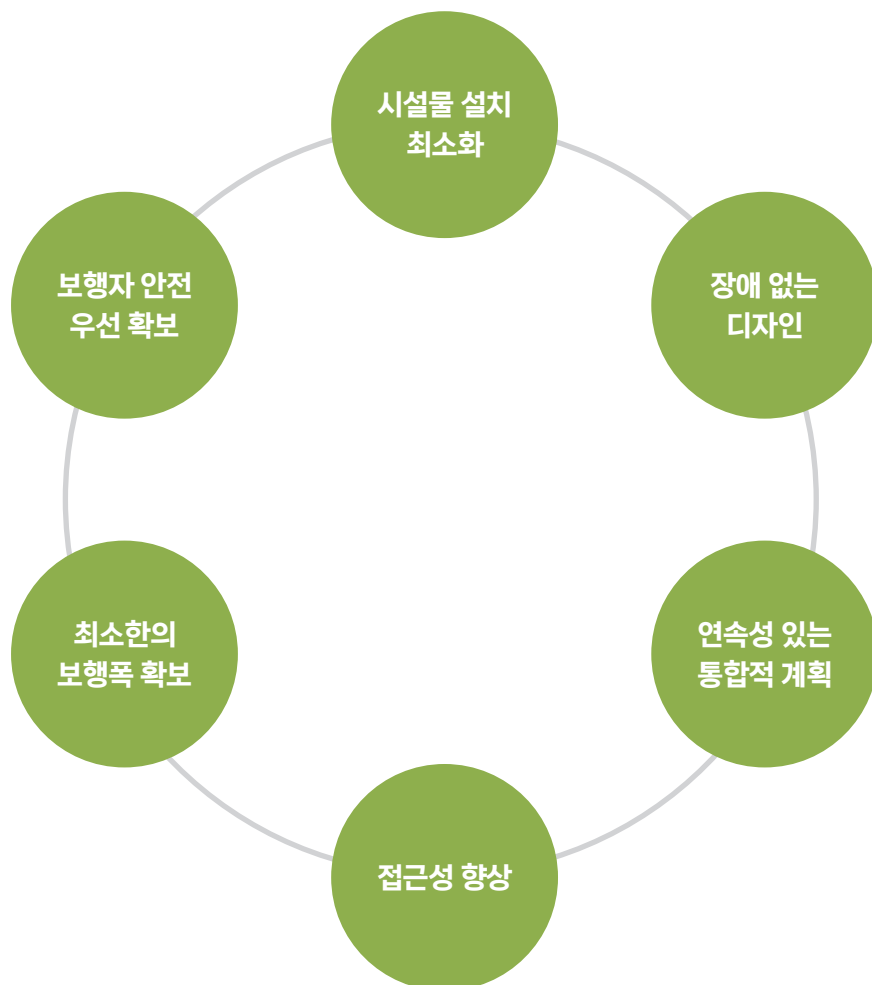 시설물 설치
최소화
장애 없는
디자인
연속성 있는
통합적 계획
접근성 향상
최소한의
보행폭 확보
보행자 안전
우선 확보